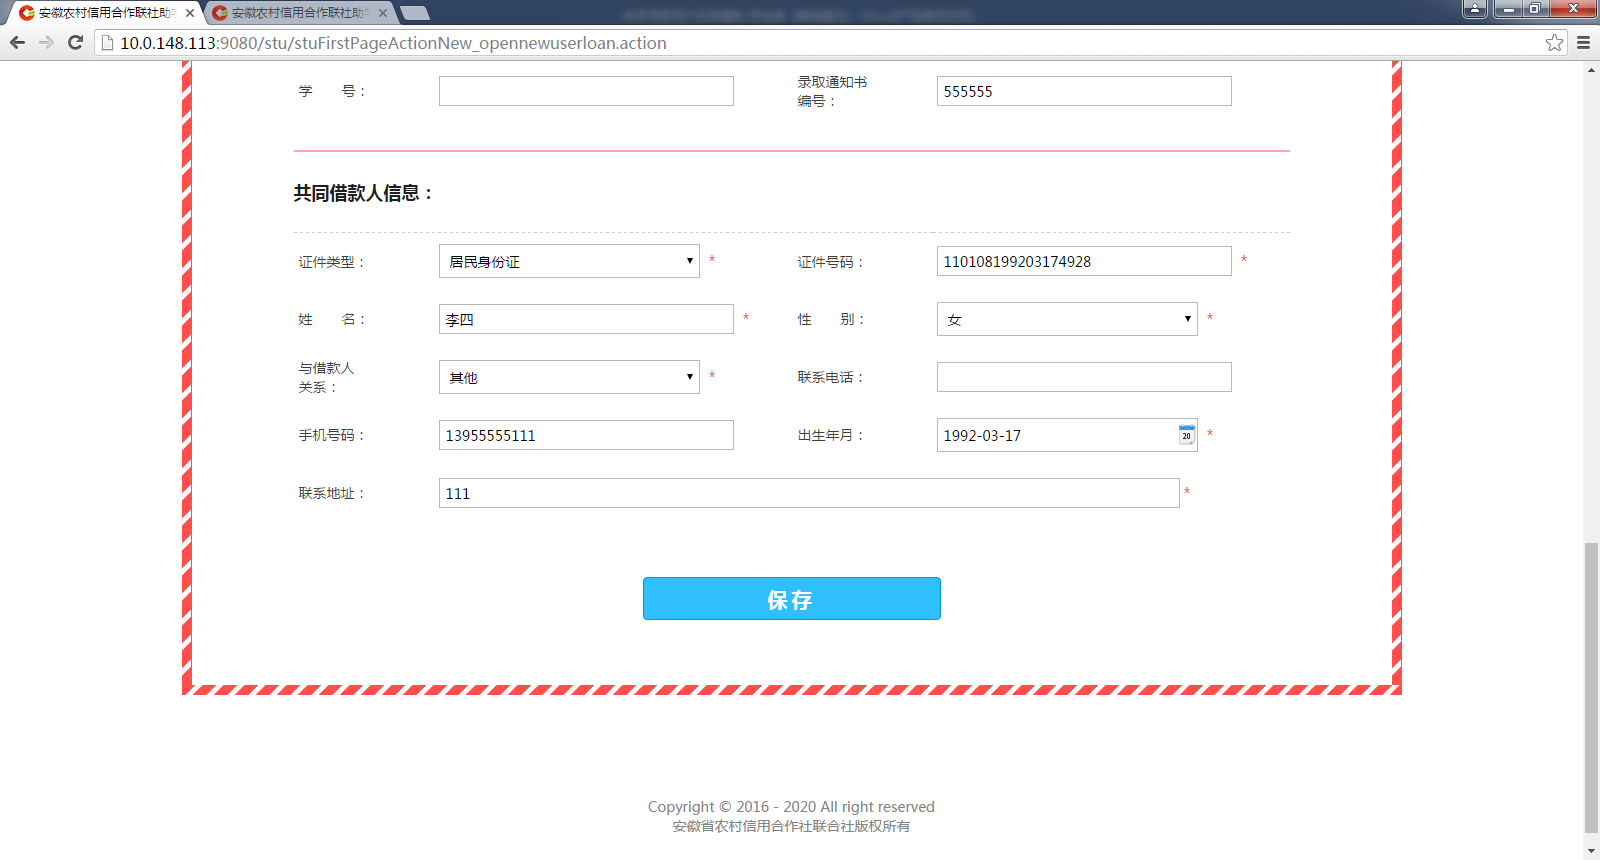 安徽农村信用合作联社助学
安徽农村信用合作联社助学
10.0.148.113:9080/stu/stuFirstPageActionNew_opennewuserloan.action
学 号：
录取通知书
编号：
555555
共同借款人信息：
证件类型：
居民身份证
*
证件号码：
110108199203174928
*
姓 名：
李四
*
性 别：
女
*
与借款人
关系：
其他
*
联系电话：
手机号码：
13955555111
出生年月：
1992-03-17
20
*
联系地址：
111
*
保存
Copyright © 2016 - 2020 All right reserved
安徽省农村信用合作社联合社版权所有